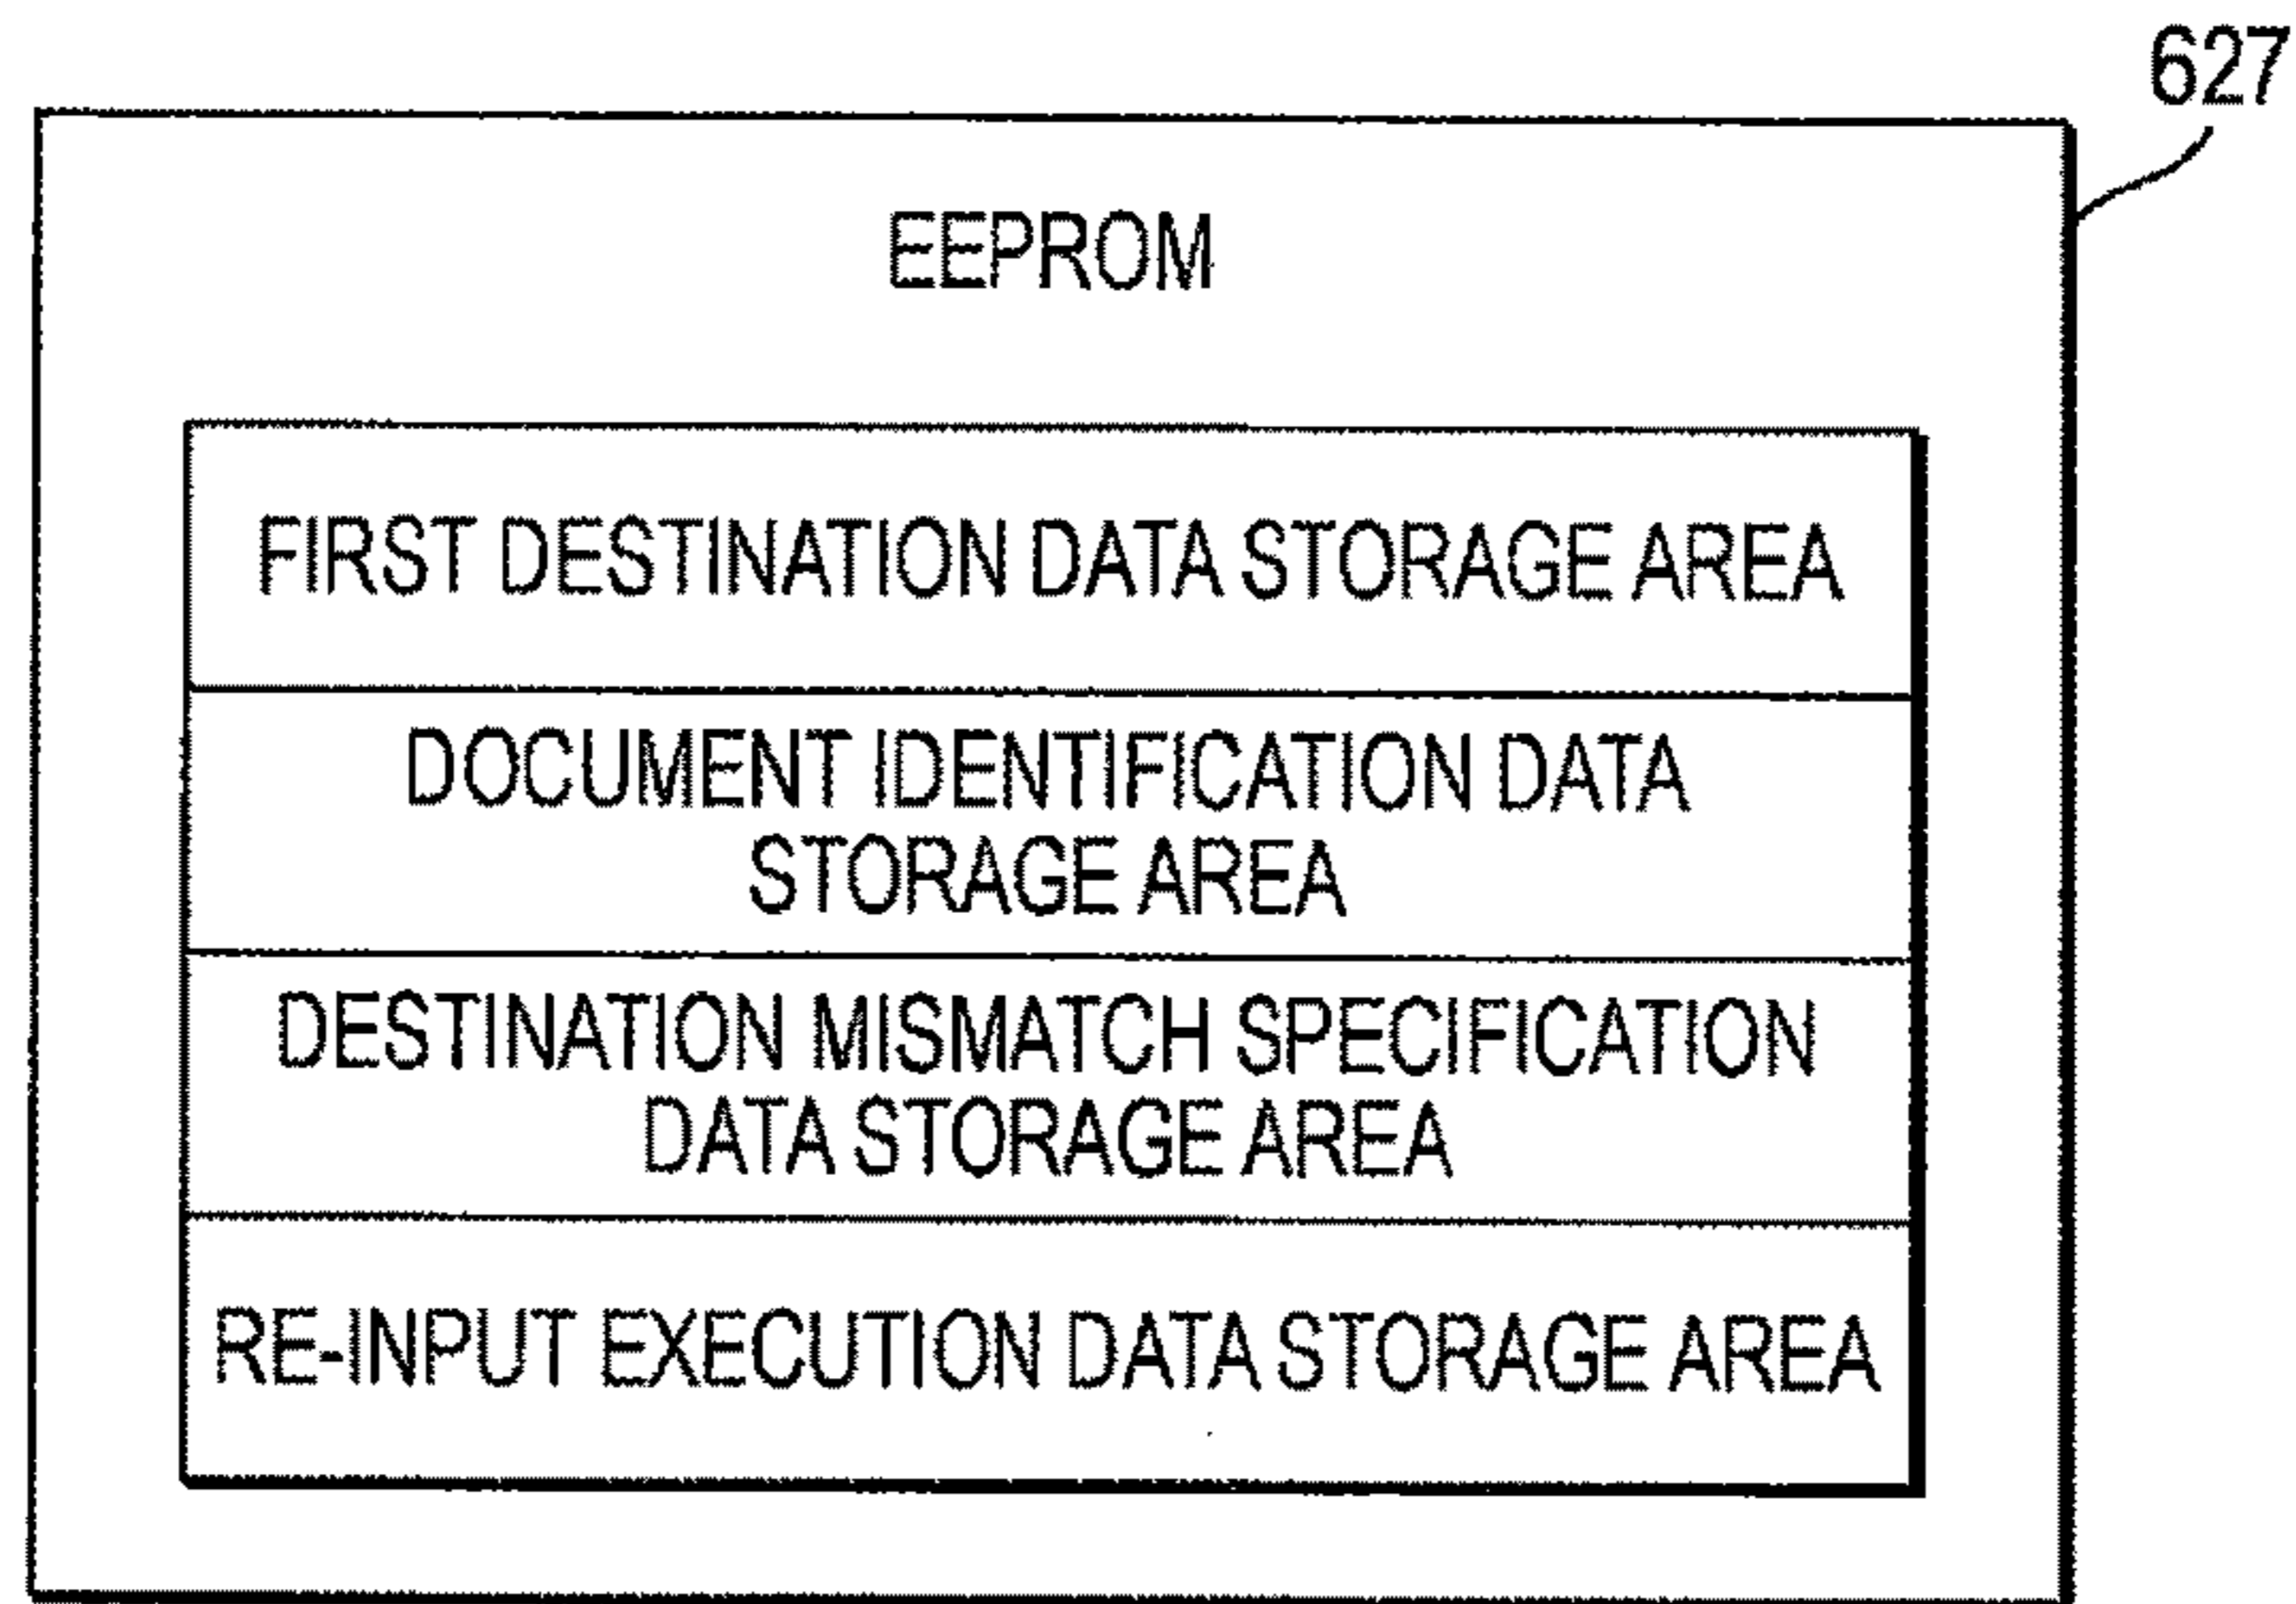 627
EEPROM
FIRST DESTINATION DATA STORAGE AREA
DOCUMENT IDENTIFICATION DATA
STORAGE AREA
DESTINATION MISMATCH SPECIFICATION
DATA STORAGE AREA
RE-INPUT EXECUTION DATA STORAGE AREA